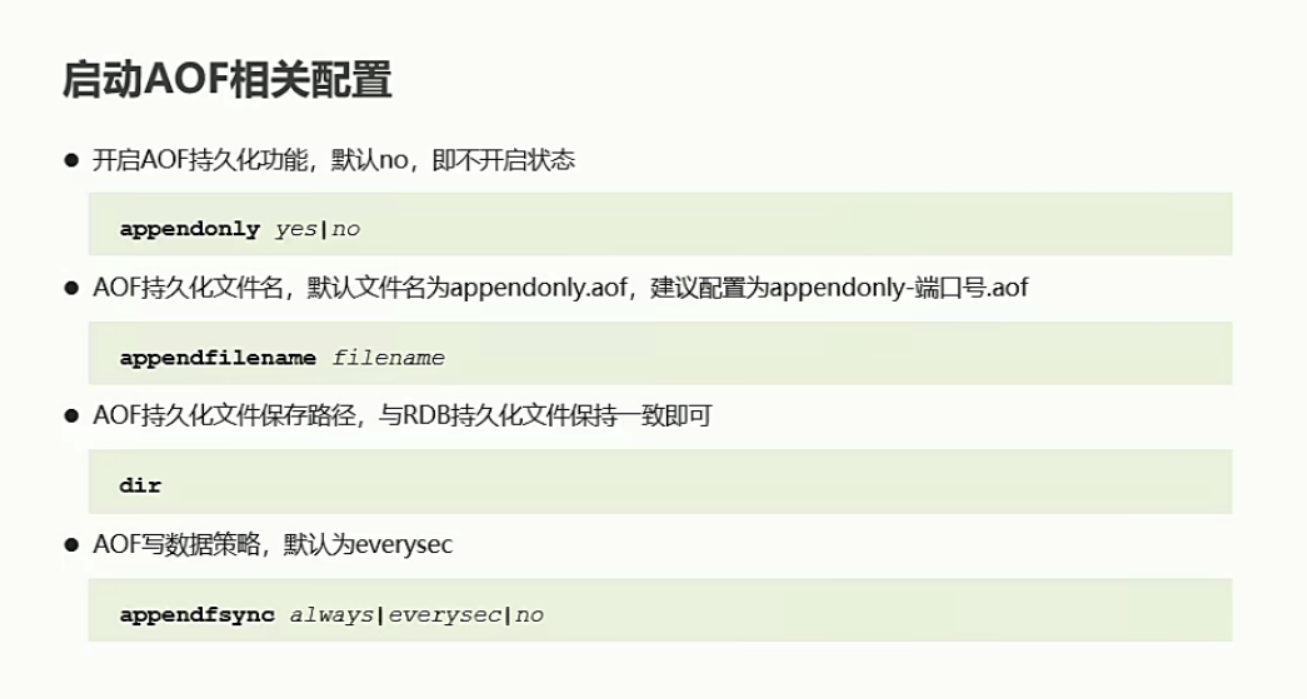 启动AOF相关配置
● 开启AOF持久化功能，默认no，即不开启状态
appendonly yes|no
● AOF持久化文件名，默认文件名为appendonly.aof，建议配置为appendonly-端口号.aof
appendfilename filename
● AOF持久化文件保存路径，与RDB持久化文件保持一致即可
dir
● AOF写数据策略，默认为everysec
appendfsync always|everysec|no